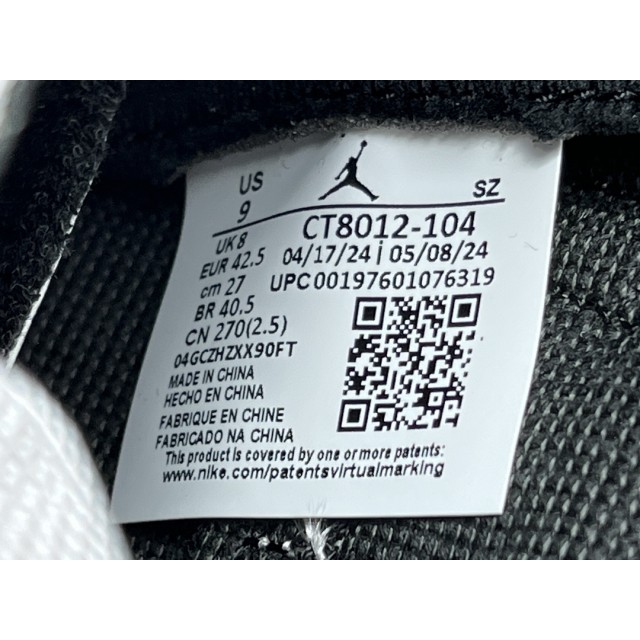 US
9
SZ
CT8012-104
UK 8
04/17/24 | 05/08/24
EUR 42.5
UPC00197601076319
cm 27
BR 40.5
CN 270(2.5)
04GCZHZXX90FT
MADE IN CHINA
HECHO EN CHINA
FABRIQUE EN CHINE
FABRICADO NA CHINA
This product is covered by one or more patents:
www.nike.com/patentsvirtualmarking